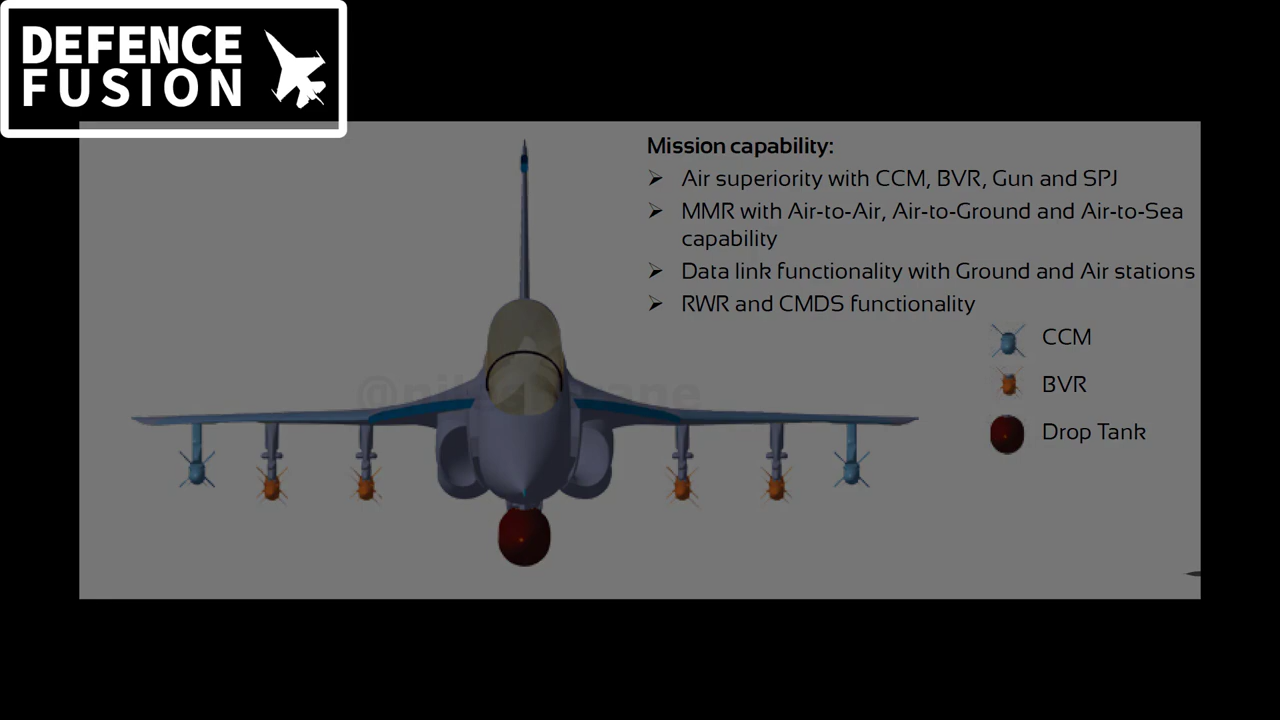 DEFENCE
FUSION
Mission capability:
➢ Air superiority with CCM, BVR, Gun and SPJ
➢ MMR with Air-to-Air, Air-to-Ground and Air-to-Sea
capability
➢ Data link functionality with Ground and Air stations
➢ RWR and CMDS functionality
CCM
BVR
Drop Tank